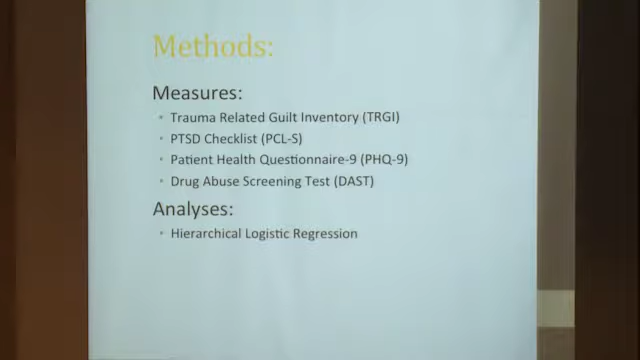 Methods:
Measures:
• Trauma Related Guilt Inventory (TRGI)
• PTSD Checklist (PCL-S)
• Patient Health Questionnaire-9 (PHQ-9)
• Drug Abuse Screening Test (DAST)
Analyses:
• Hierarchical Logistic Regression